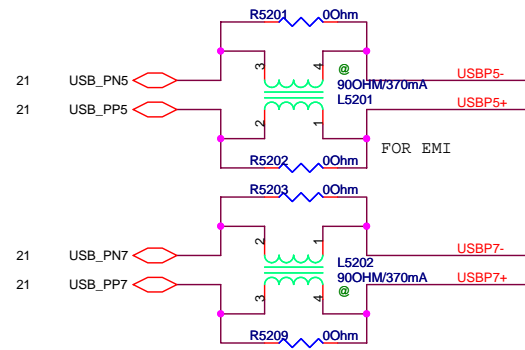 R5201 0Ohm
3 4
@
21 USB_PN5 USBP5-
90OHM/370mA
L5201
21 USB_PP5 USBP5+
2 1
FOR EMI
R5202 0Ohm
R5203 0Ohm
2 1
21 USB_PN7 USBP7-
L5202
90OHM/370mA
21 USB_PP7 USBP7+
@
3 4
R5209 0Ohm